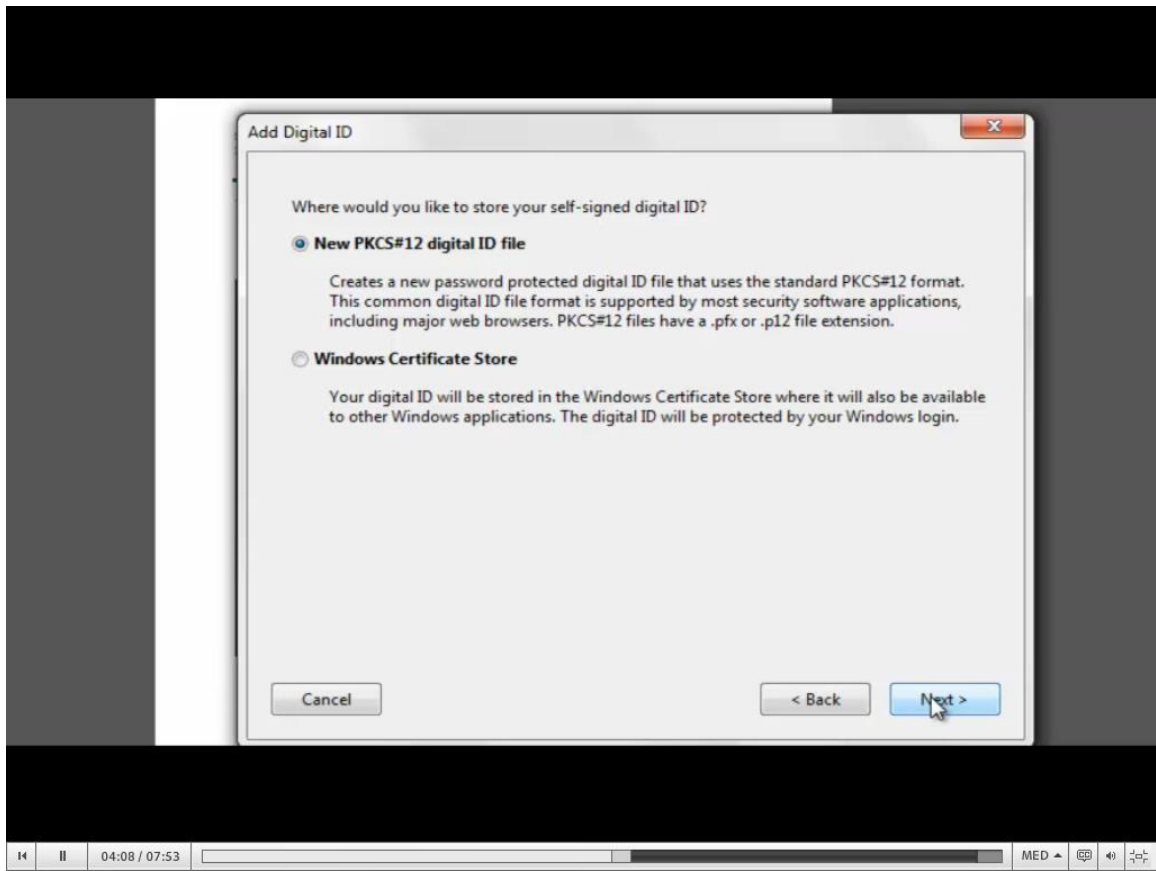 Add Digital ID
Where would you like to store your self-signed digital ID?
New PKCS#12 digital ID file
Creates a new password protected digital ID file that uses the standard PKCS#12 format.
This common digital ID file format is supported by most security software applications,
including major web browsers. PKCS#12 files have a .pfx or .p12 file extension.
Windows Certificate Store
Your digital ID will be stored in the Windows Certificate Store where it will also be available
to other Windows applications. The digital ID will be protected by your Windows login.
Cancel
< Back
Next >
04:08 / 07:53
MED
CC